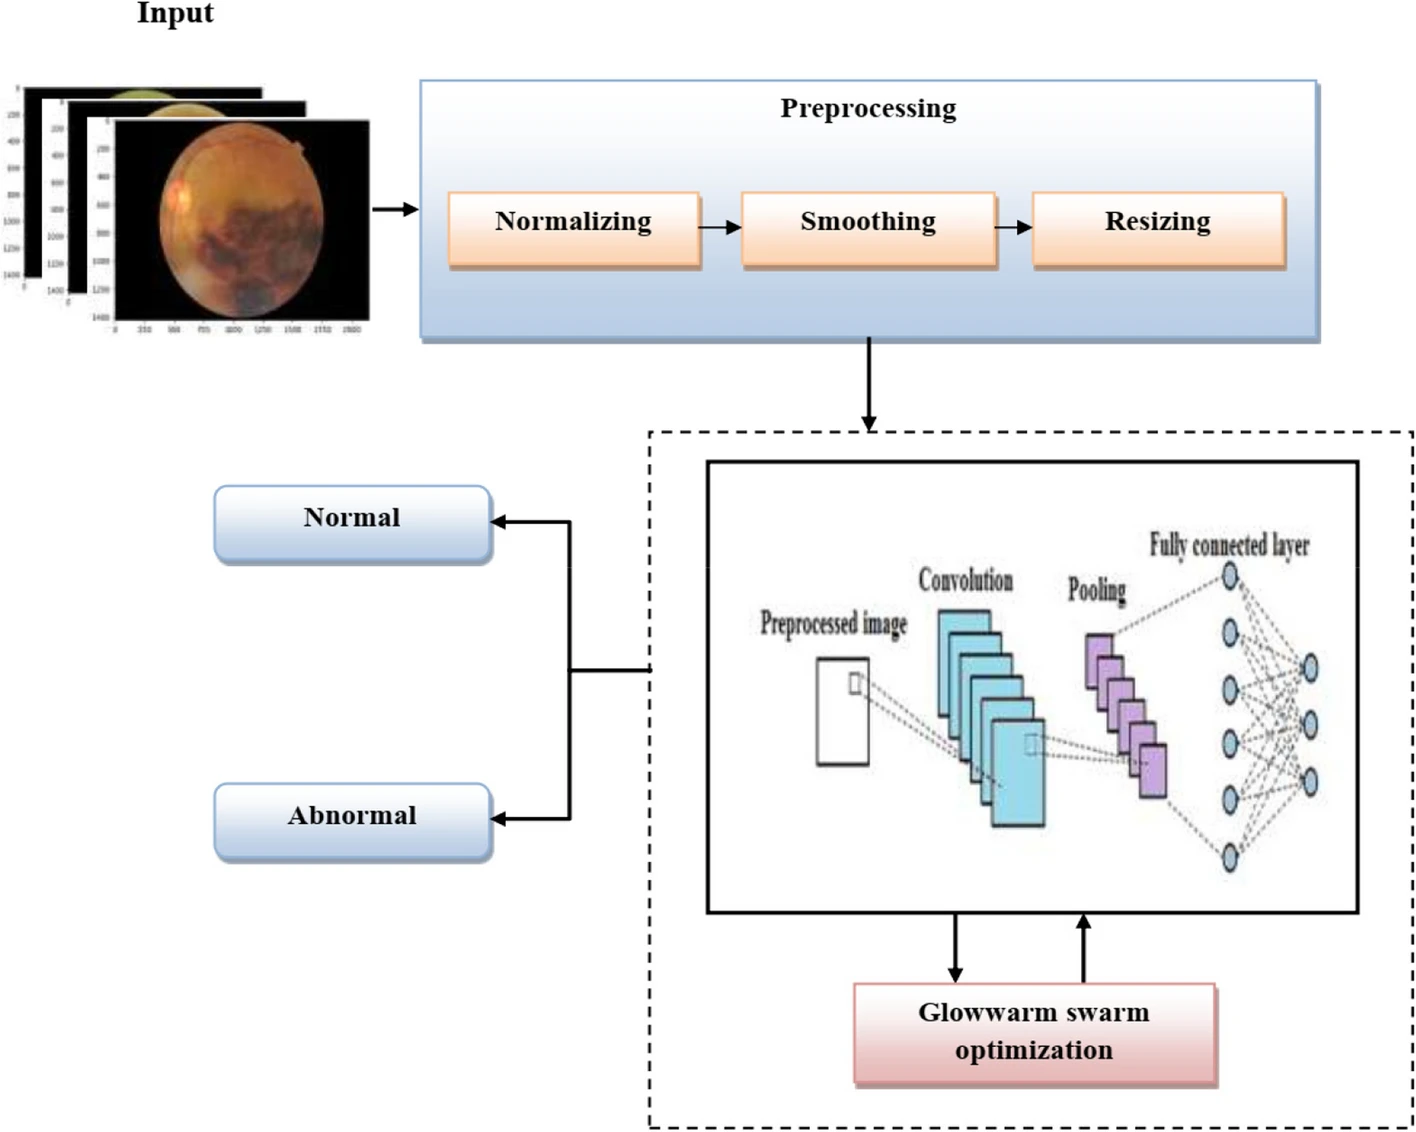 Input
Preprocessing
Normalizing
Smoothing
Resizing
Normal
Abnormal
Preprocessed image
Convolution
Pooling
Fully connected layer
Glowwarm swarm
optimization